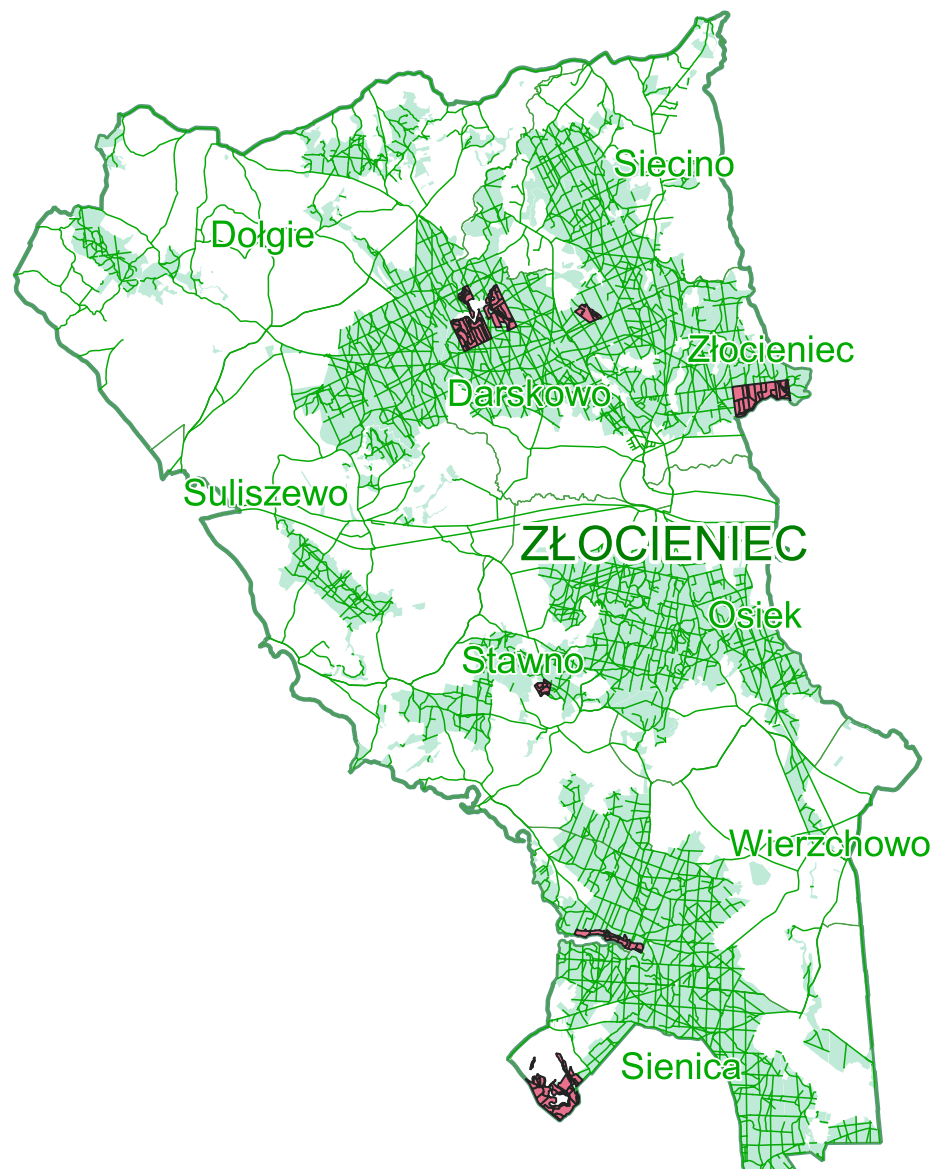 Siecino
Dołgie
Złocieniec
Darskowo
Suliszewo
ZŁOCIENIEC
Osiek
Stawno
Wierzchowo
Sienica